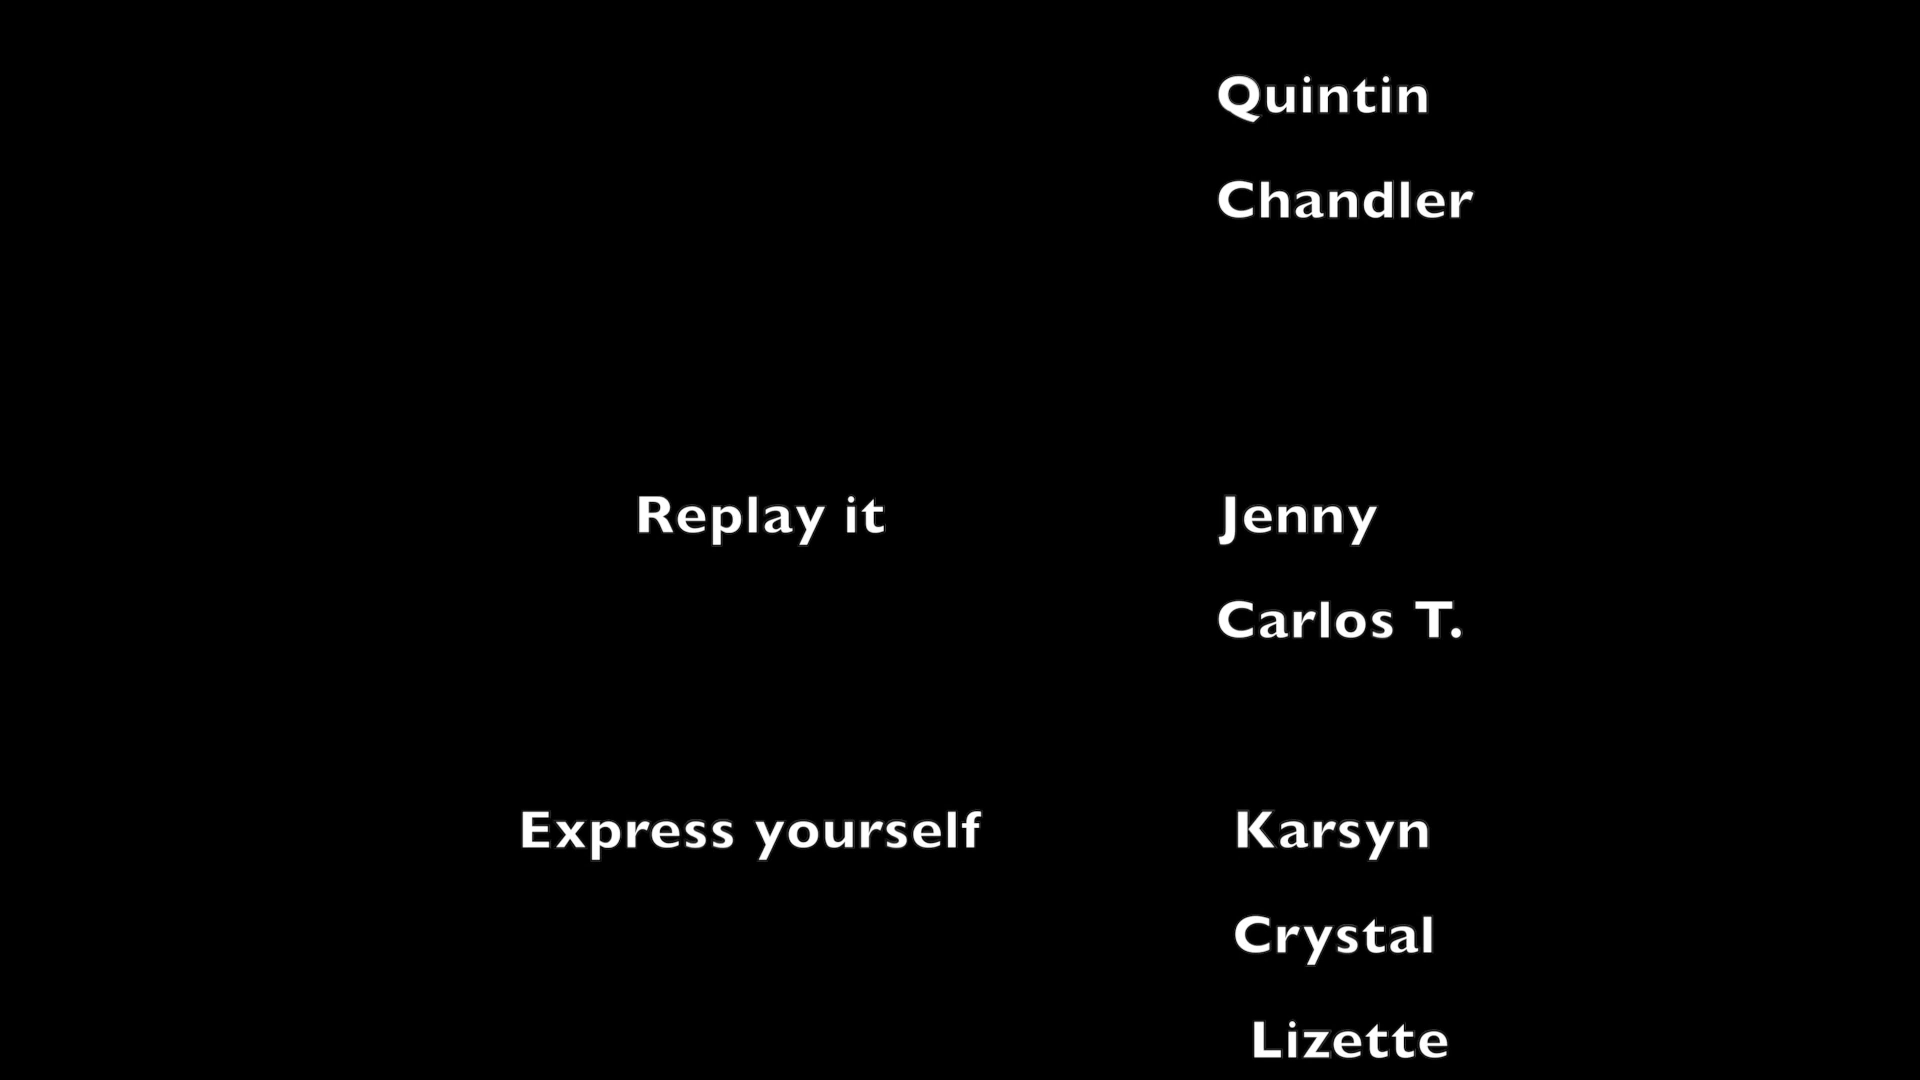 Quintin
Chandler
Replay it Jenny
Carlos T.
Express yourself Karsyn
Crystal
Lizette